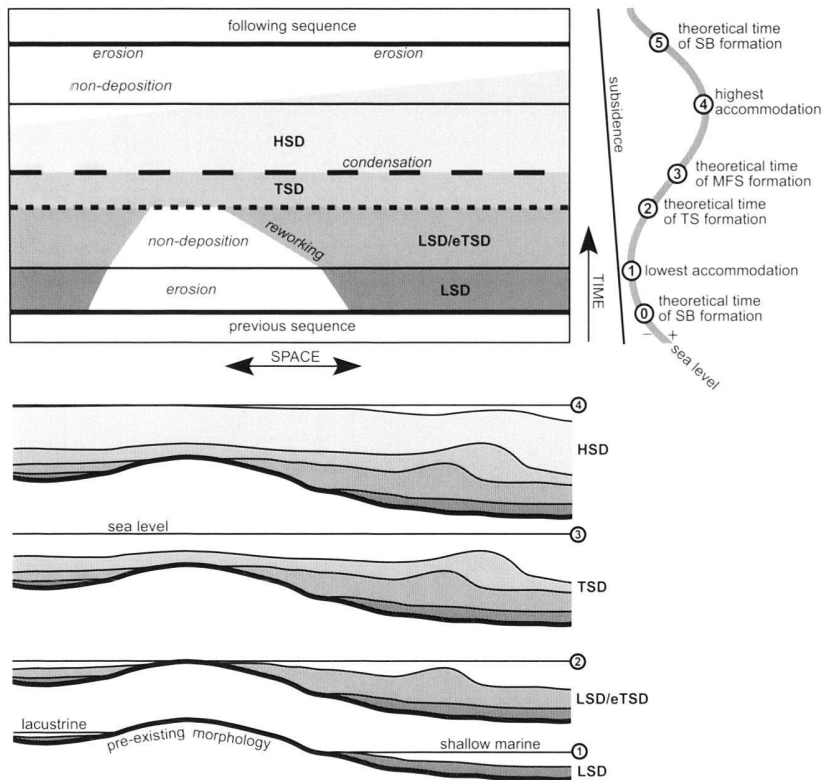 following sequence
erosion
erosion
non-deposition
HSD
condensation
TSD
non-deposition
reworking
LSD/eTSD
erosion
LSD
previous sequence
SPACE
TIME
subsidence
5
theoretical time
of SB formation
4
highest
accommodation
3
theoretical time
of MFS formation
2
theoretical time
of TS formation
1
lowest accommodation
0
theoretical time
of SB formation
– +
sea level
4
HSD
sea level
3
TSD
2
LSD/eTSD
lacustrine
pre-existing morphology
shallow marine
1
LSD